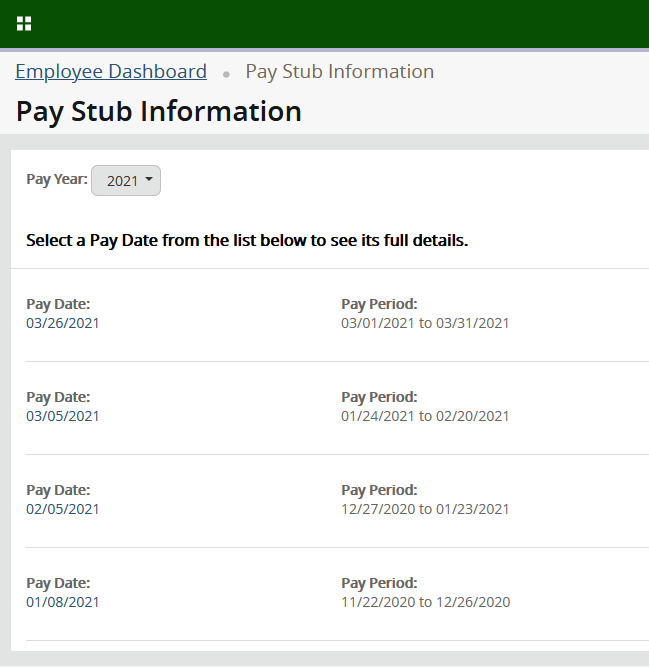 Employee Dashboard • Pay Stub Information
Pay Stub Information
Pay Year: 2021
Select a Pay Date from the list below to see its full details.
Pay Date: Pay Period:
03/26/2021 03/01/2021 to 03/31/2021
Pay Date: Pay Period:
03/05/2021 01/24/2021 to 02/20/2021
Pay Date: Pay Period:
02/05/2021 12/27/2020 to 01/23/2021
Pay Date: Pay Period:
01/08/2021 11/22/2020 to 12/26/2020